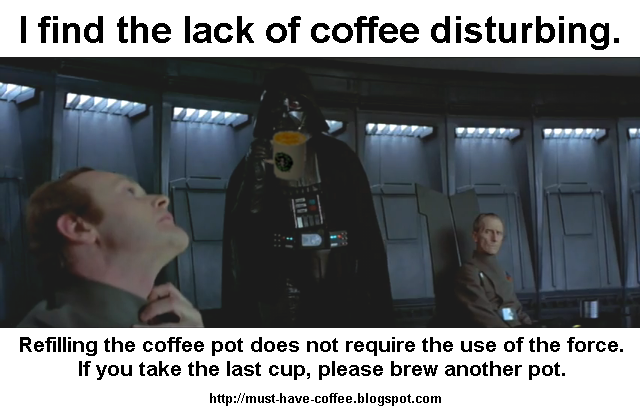 I find the lack of coffee disturbing.
Refilling the coffee pot does not require the use of the force.
If you take the last cup, please brew another pot.
http://must-have-coffee.blogspot.com